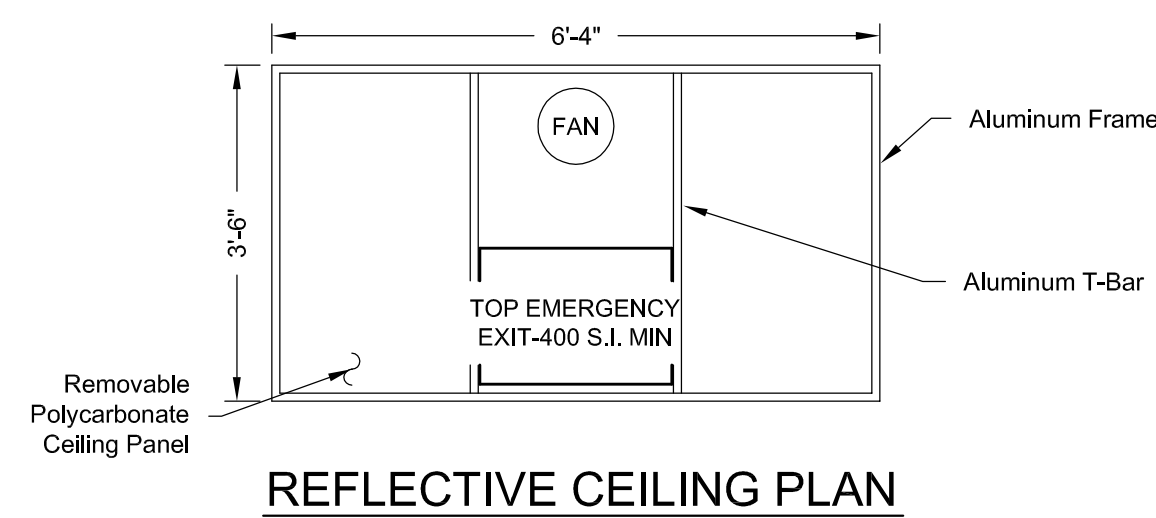 6'-4"
FAN
Aluminum Frame
3'-6"
Aluminum T-Bar
TOP EMERGENCY
EXIT-400 S.I. MIN
Removable
Polycarbonate
Ceiling Panel
REFLECTIVE CEILING PLAN